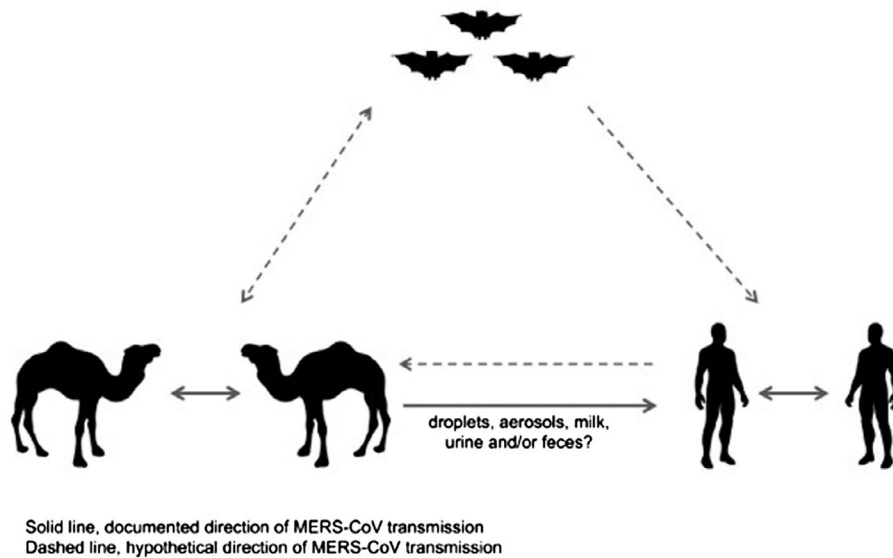 droplets, aerosols, milk,
urine and/or feces?
Solid line, documented direction of MERS-CoV transmission
Dashed line, hypothetical direction of MERS-CoV transmission